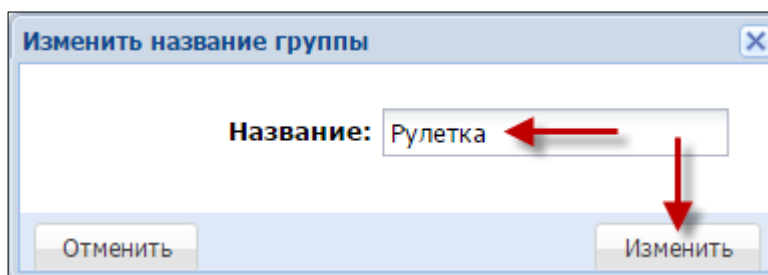 Изменить название группы
Название: Рулетка
Отменить Изменить